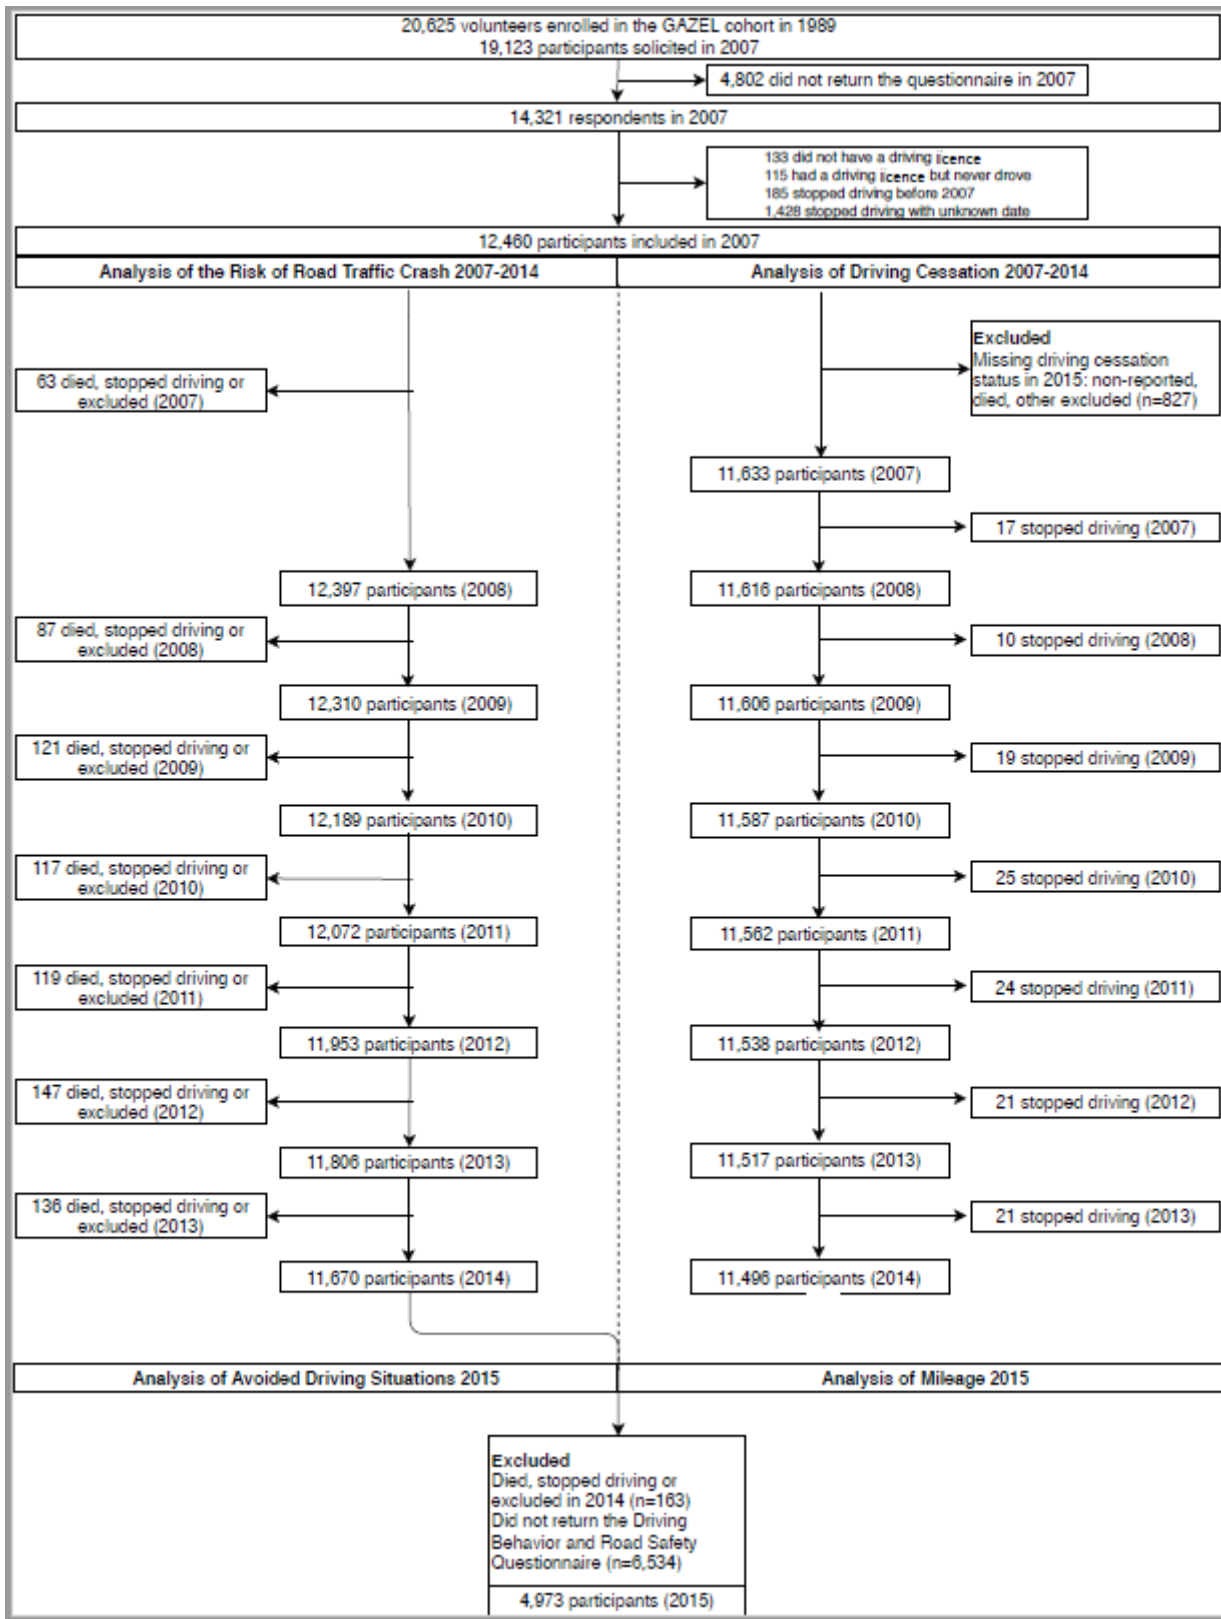 20,625 volunteers enrolled in the GAZEL cohort in 1989
19,123 participants solicited in 2007
4,802 did not return the questionnaire in 2007
14,321 respondents in 2007
133 did not have a driving licence
115 had a driving licence but never drove
185 stopped driving before 2007
1,428 stopped driving with unknown date
12,460 participants included in 2007
Analysis of the Risk of Road Traffic Crash 2007-2014
Analysis of Driving Cessation 2007-2014
Excluded
Missing driving cessation
status in 2015: non-reported,
died, other excluded (n=827)
63 died, stopped driving or
excluded (2007)
11,633 participants (2007)
17 stopped driving (2007)
12,397 participants (2008)
11,616 participants (2008)
87 died, stopped driving or
excluded (2008)
10 stopped driving (2008)
12,310 participants (2009)
11,606 participants (2009)
121 died, stopped driving or
excluded (2009)
19 stopped driving (2009)
12,189 participants (2010)
11,587 participants (2010)
117 died, stopped driving or
excluded (2010)
25 stopped driving (2010)
12,072 participants (2011)
11,562 participants (2011)
119 died, stopped driving or
excluded (2011)
24 stopped driving (2011)
11,953 participants (2012)
11,538 participants (2012)
147 died, stopped driving or
excluded (2012)
21 stopped driving (2012)
11,806 participants (2013)
11,517 participants (2013)
136 died, stopped driving or
excluded (2013)
21 stopped driving (2013)
11,670 participants (2014)
11,496 participants (2014)
Analysis of Avoided Driving Situations 2015
Analysis of Mileage 2015
Excluded
Died, stopped driving or
excluded in 2014 (n=163)
Did not return the Driving
Behavior and Road Safety
Questionnaire (n=6,534)
4,973 participants (2015)